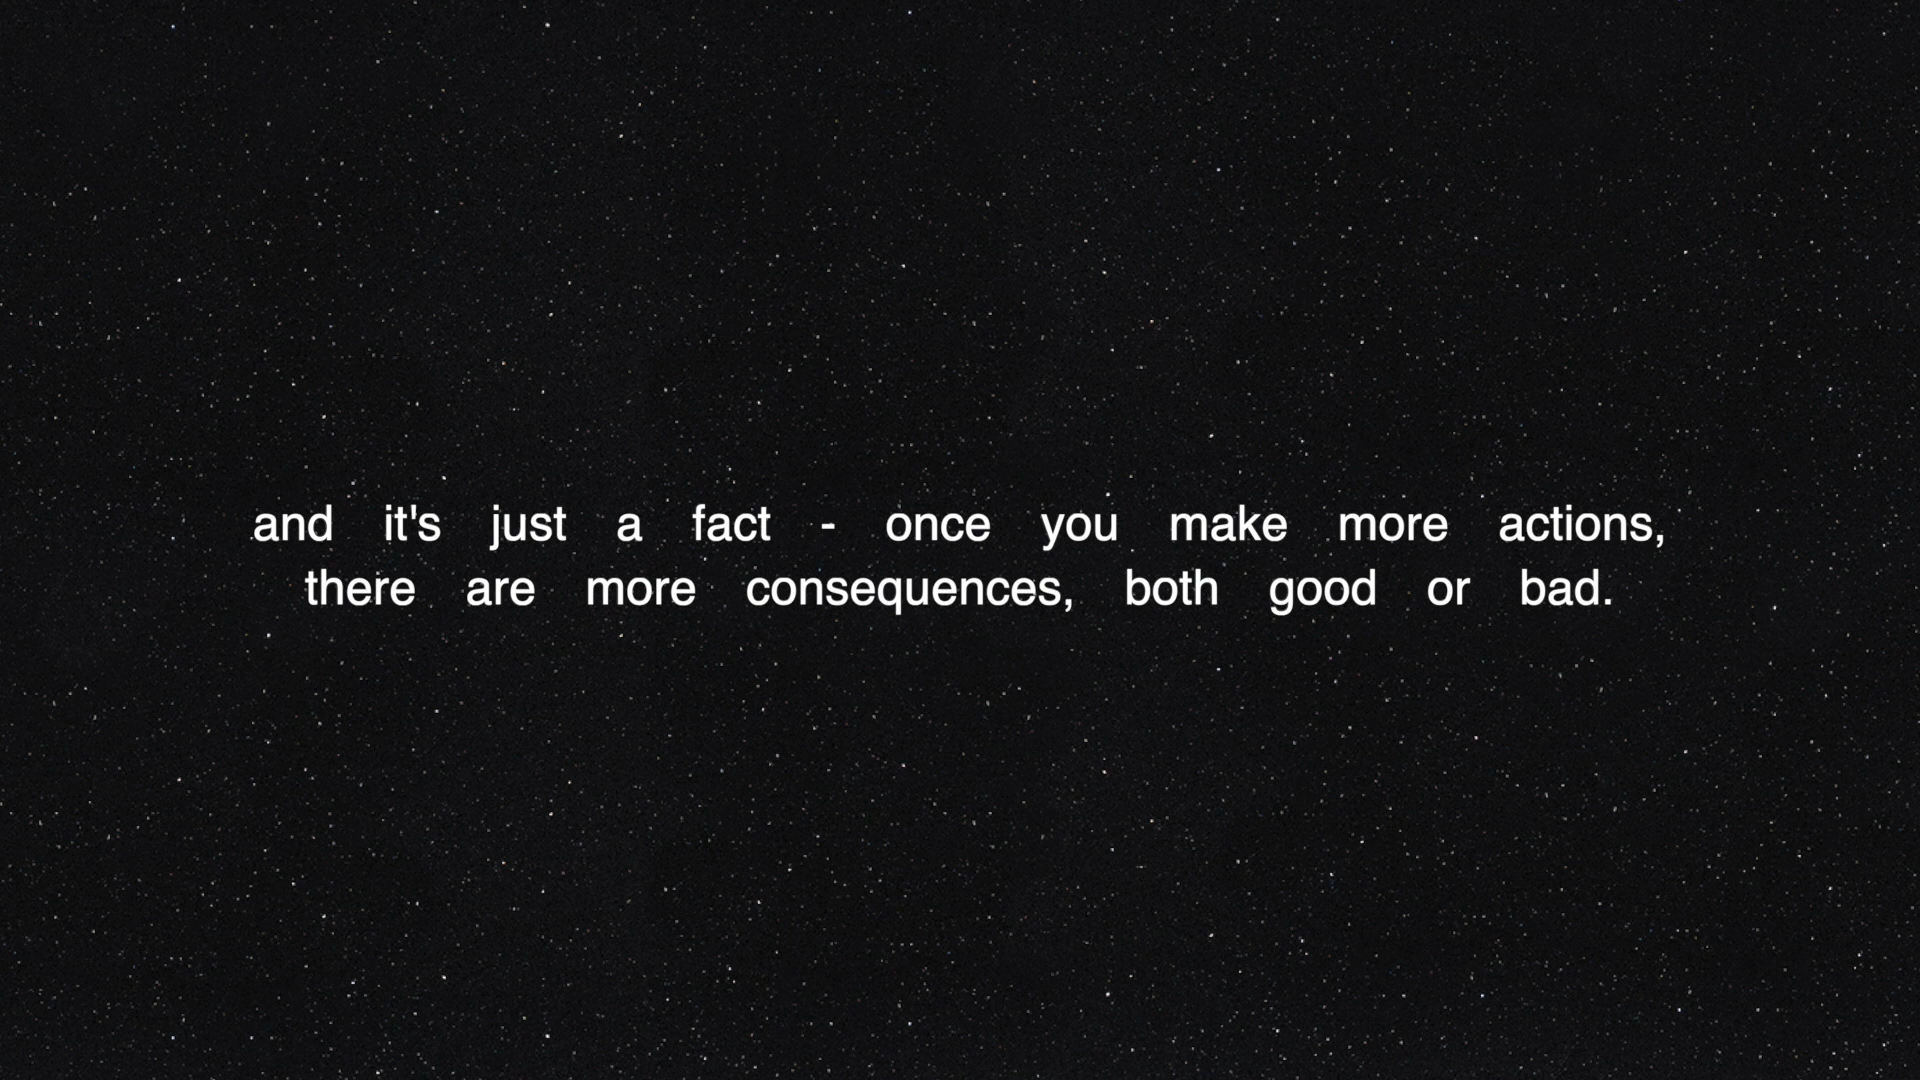 and it's just a fact - once you make more actions,
there are more consequences, both good or bad.